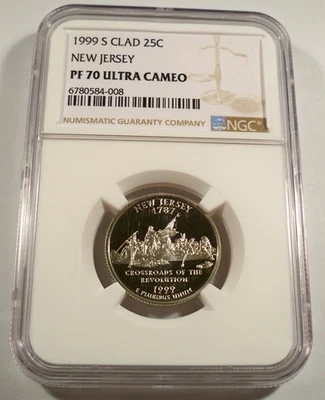 1999 S CLAD 25C
NEW JERSEY
PF 70 ULTRA CAMEO
6780584-008
NUMISMATIC GUARANTY COMPANY NGC®
NEW JERSEY
1787
CROSSROADS OF THE
REVOLUTION
1999
E PLURIBUS UNUM